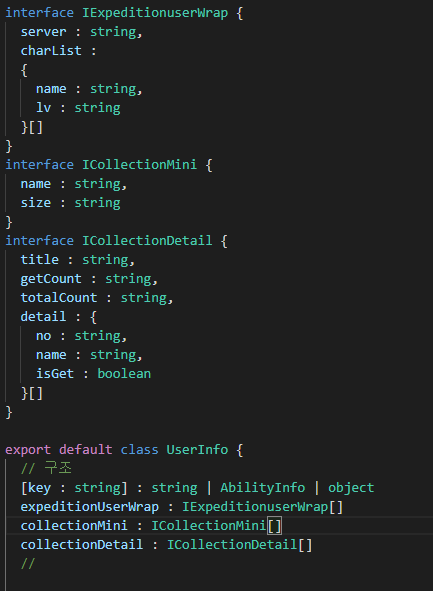 interface IExpeditionuserWrap {
  server : string,
  charList :
  {
    name : string,
    lv : string
  }[]
}
interface ICollectionMini {
  name : string,
  size : string
}
interface ICollectionDetail {
  title : string,
  getCount : string,
  totalCount : string,
  detail : {
    no : string,
    name : string,
    isGet : boolean
  }[]
}

export default class UserInfo {
  // 구조
  [key : string] : string | AbilityInfo | object
  expeditionUserWrap : IExpeditionuserWrap[]
  collectionMini : ICollectionMini[]
  collectionDetail : ICollectionDetail[]
  //